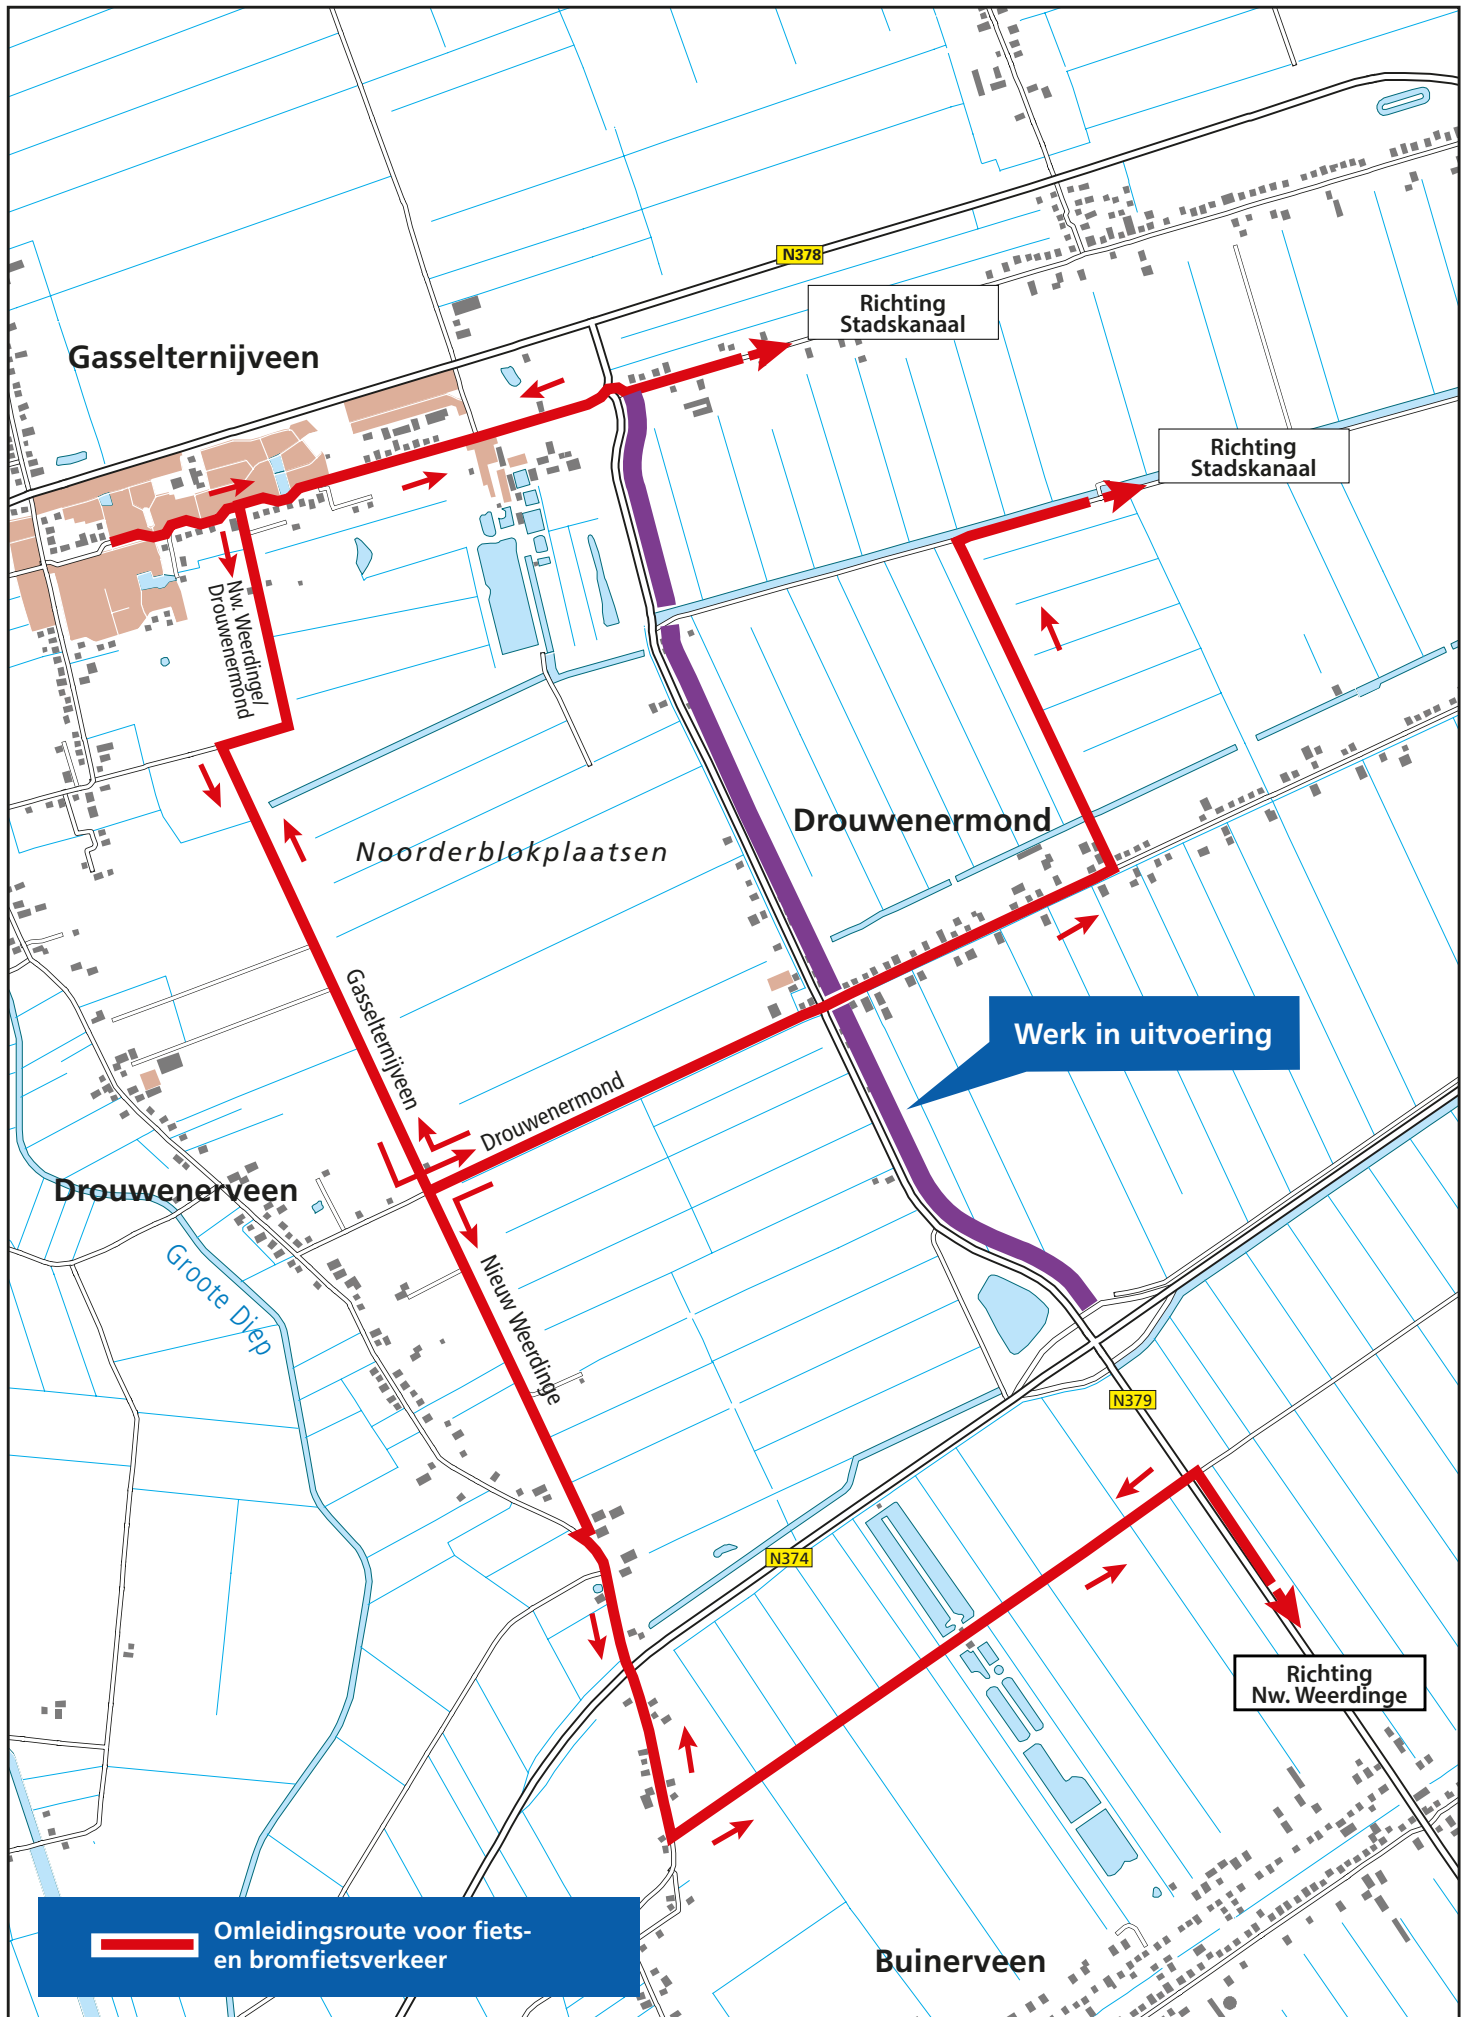 N378
Richting
Stadskanaal
Gasselternijveen
Richting
Stadskanaal
Nw. Weerdinge/
Drouwenermond
Drouwenermond
Noorderblokplaatsen
Gasselternijveen
Werk in uitvoering
Drouwenermond
Drouwenerveen
Groote Diep
Nieuw Weerdinge
N379
N374
Richting
Nw. Weerdinge
Omleidingsroute voor fiets-
en bromfietsverkeer
Buinerveen